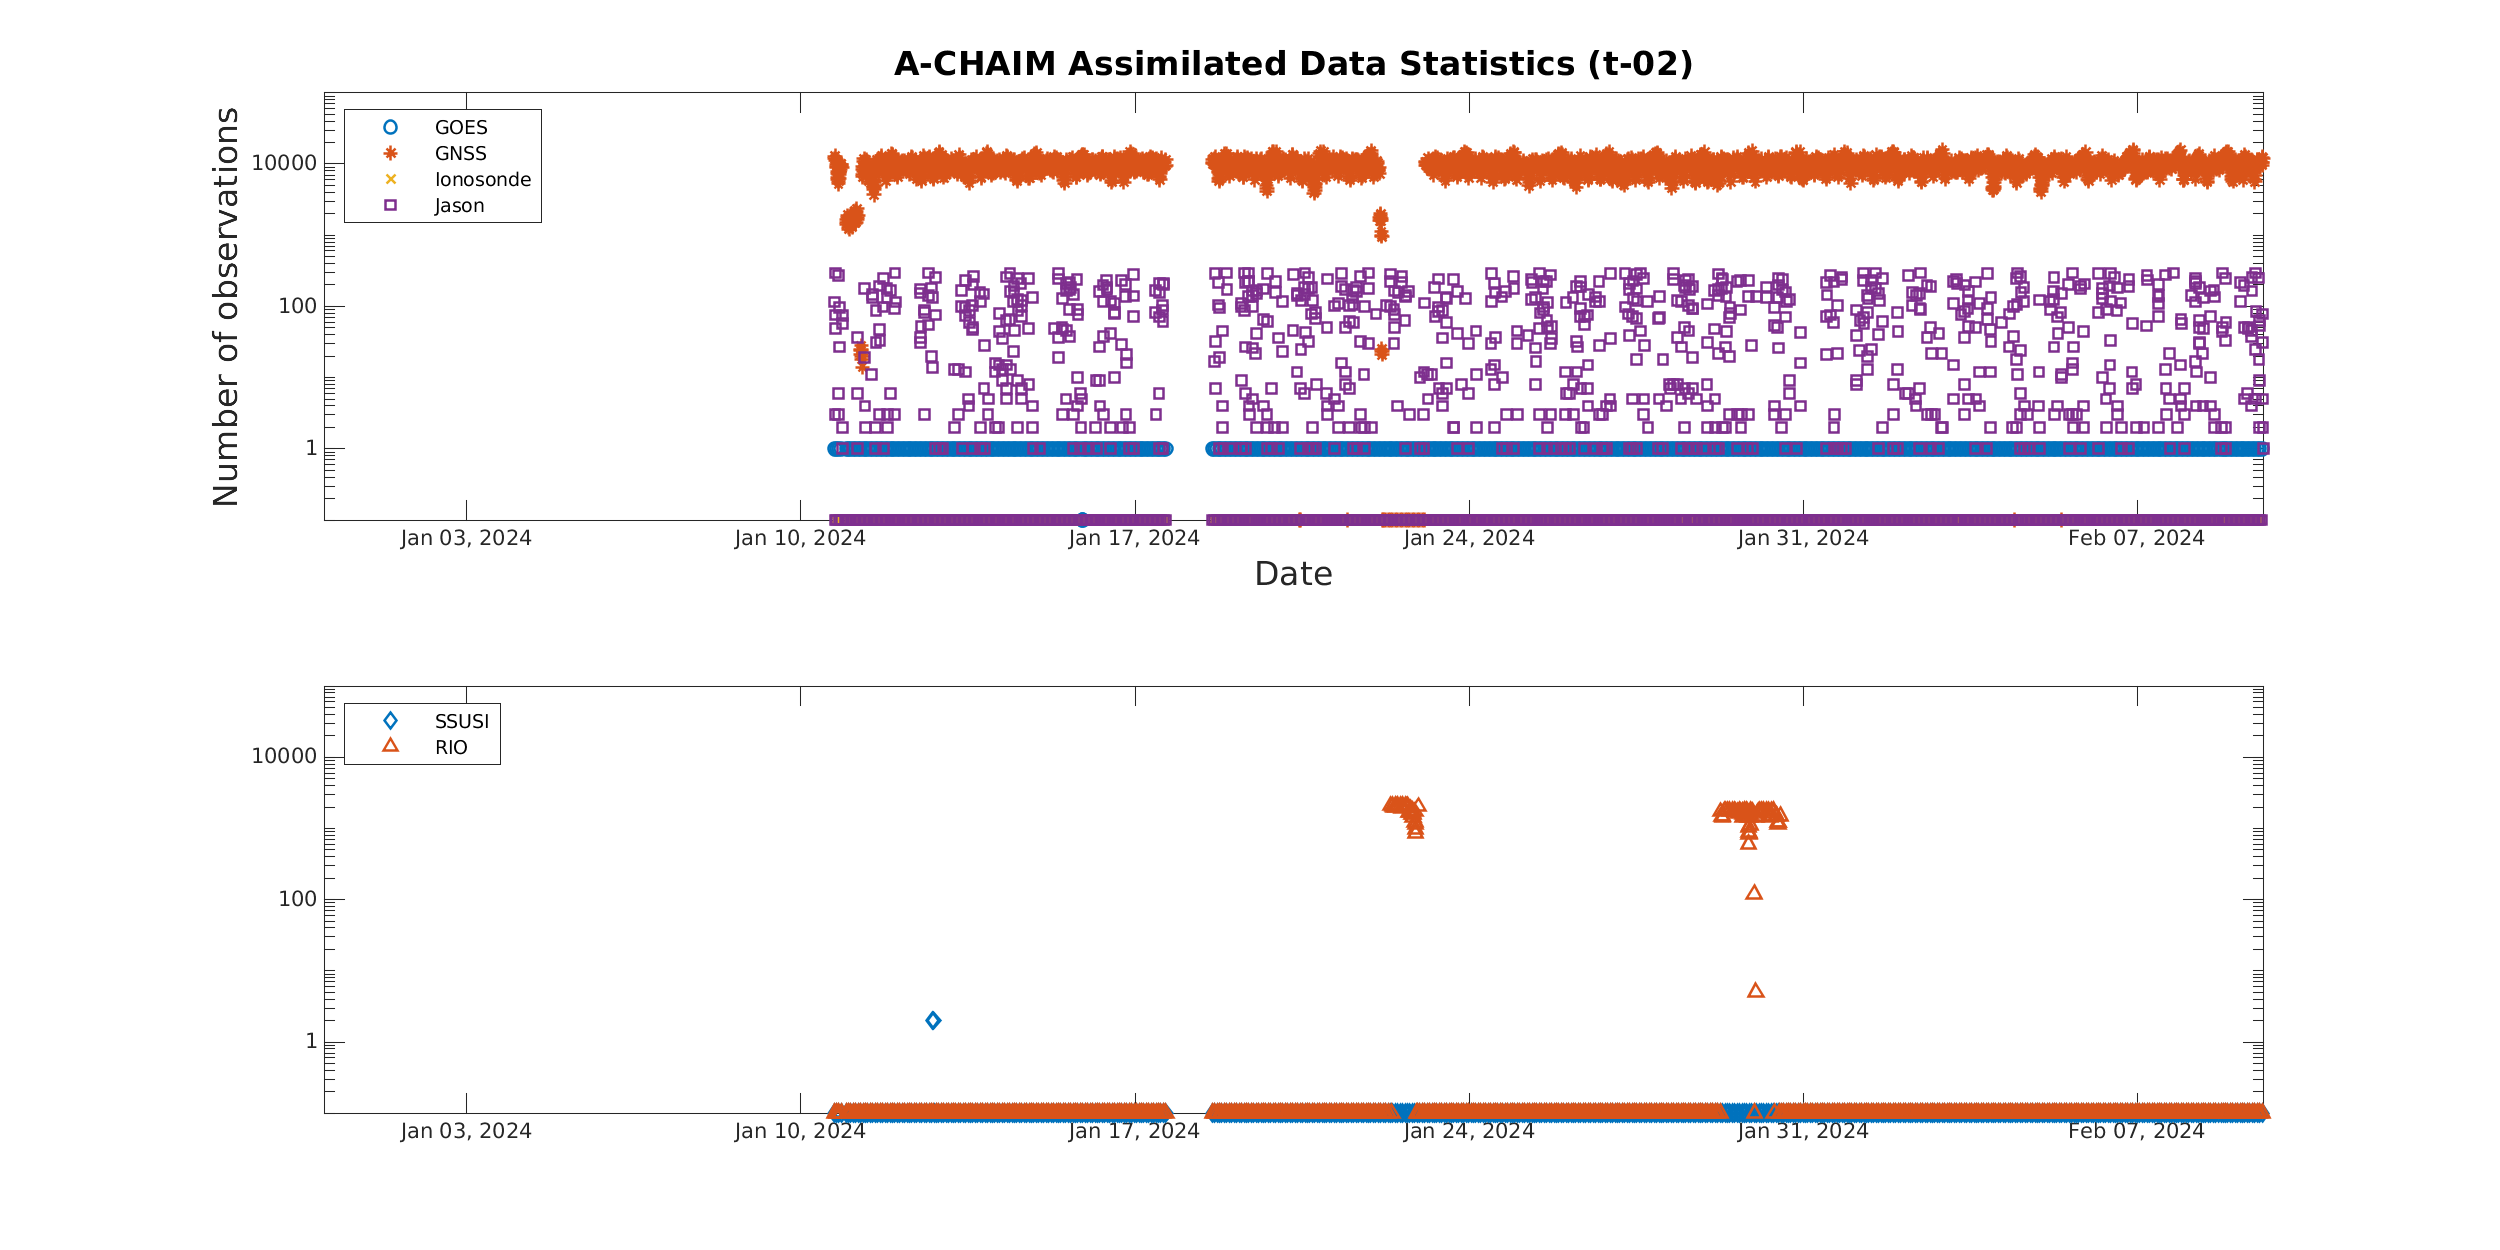 A-CHAIM Assimilated Data Statistics (t-02)
Number of observations
10000
100
1
GOES
GNSS
Ionosonde
Jason
Jan 03, 2024
Jan 10, 2024
Jan 17, 2024
Jan 24, 2024
Jan 31, 2024
Feb 07, 2024
Date
10000
100
1
SSUSI
RIO
Jan 03, 2024
Jan 10, 2024
Jan 17, 2024
Jan 24, 2024
Jan 31, 2024
Feb 07, 2024